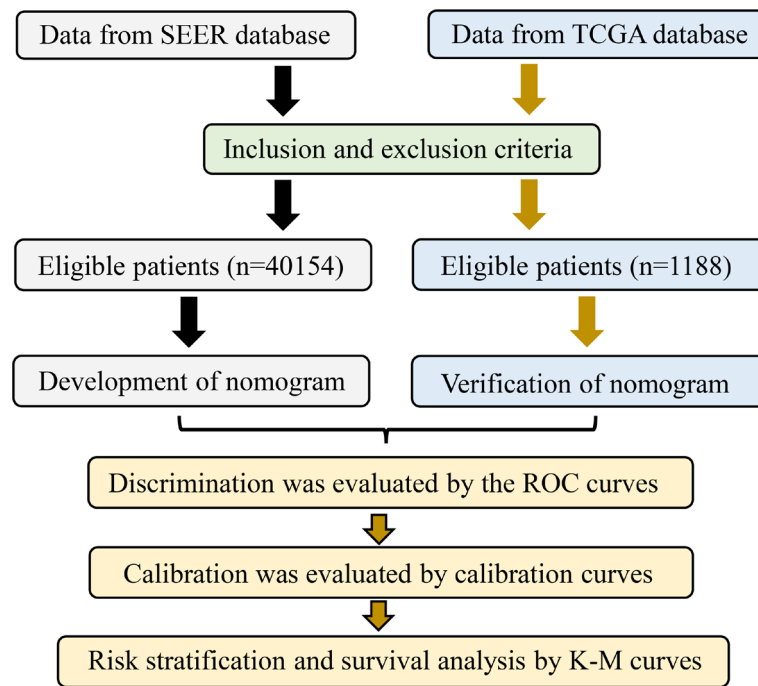 Data from SEER database
Data from TCGA database
Inclusion and exclusion criteria
Eligible patients (n=40154)
Eligible patients (n=1188)
Development of nomogram
Verification of nomogram
Discrimination was evaluated by the ROC curves
Calibration was evaluated by calibration curves
Risk stratification and survival analysis by K-M curves